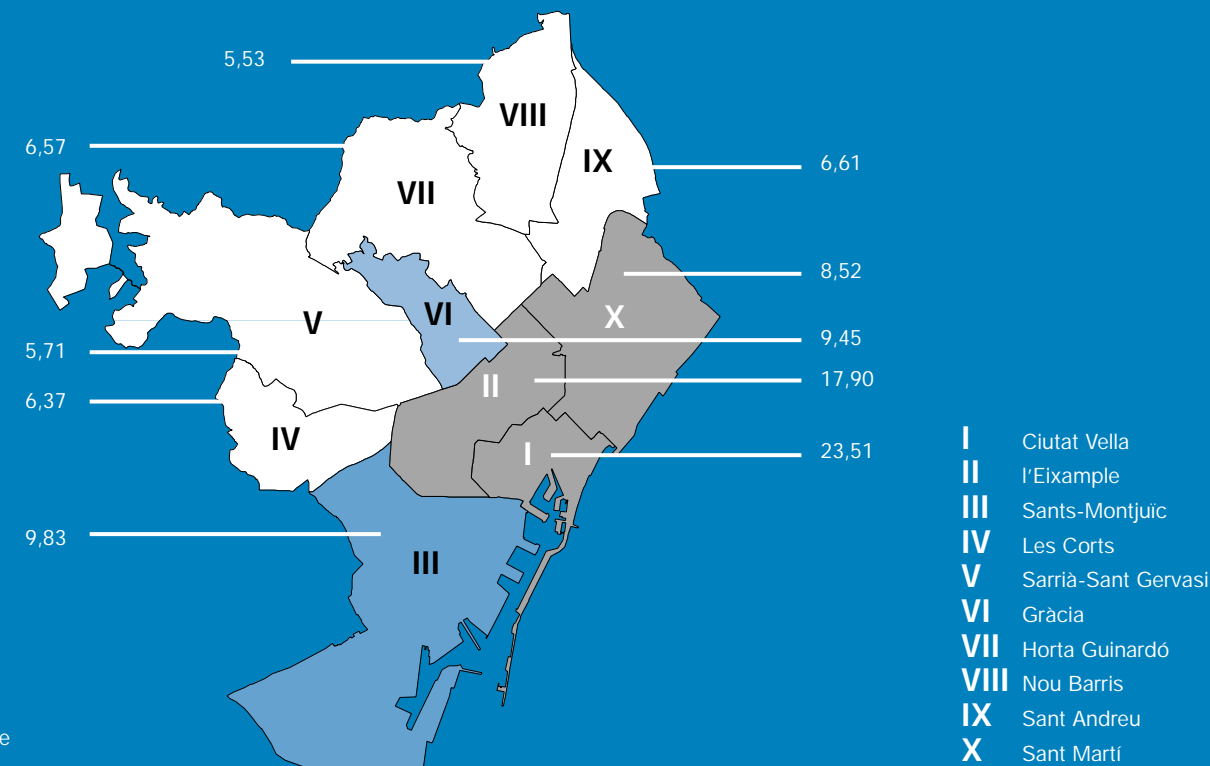 5,53
VIII
6,57
IX
6,61
VII
8,52
VI
X
V
9,45
5,71
17,90
II
6,37
IV
I
23,51
9,83
III
I Ciutat Vella
II l'Eixample
III Sants-Montjuïc
IV Les Corts
V Sarrià-Sant Gervasi
VI Gràcia
VII Horta Guinardó
VIII Nou Barris
IX Sant Andreu
X Sant Martí
e